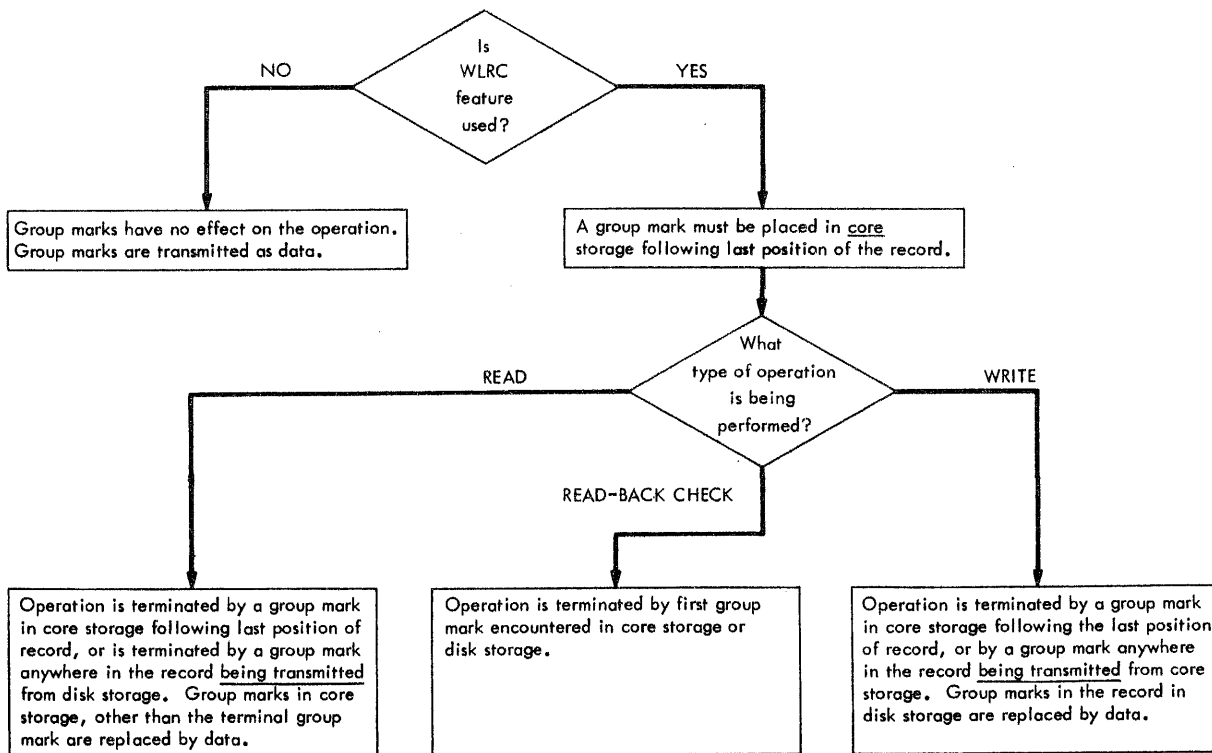 Is
WLRC
feature
used?
NO
YES
Group marks have no effect on the operation.
Group marks are transmitted as data.
A group mark must be placed in core
storage following last position of the record.
What
type of operation
is being
performed?
READ
WRITE
READ-BACK CHECK
Operation is terminated by a group mark
in core storage following last position of
record, or is terminated by a group mark
anywhere in the record being transmitted
from disk storage. Group marks in core
storage, other than the terminal group
mark are replaced by data.
Operation is terminated by first group
mark encountered in core storage or
disk storage.
Operation is terminated by a group mark
in core storage following the last position
of record, or by a group mark anywhere
in the record being transmitted from core
storage. Group marks in the record in
disk storage are replaced by data.